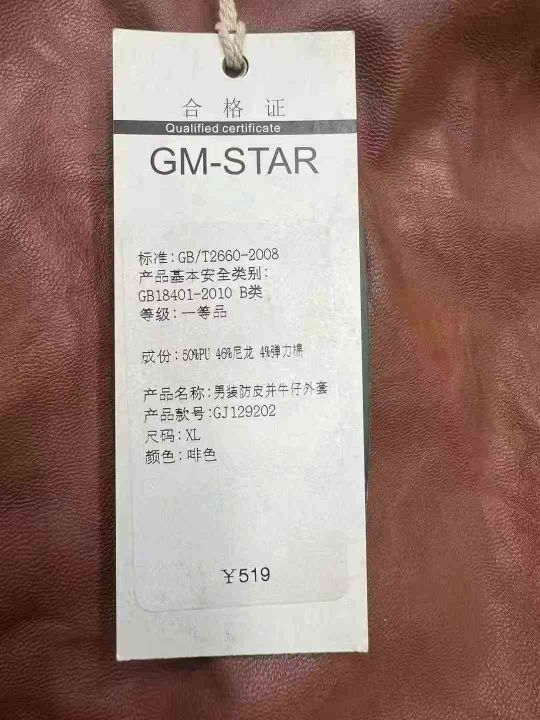 合格证
Qualified certificate
GM-STAR
标准:GB/T2660-2008
产品基本安全类别:
GB18401-2010 B类
等级:一等品
成份:50%PU 46%尼龙 4%弹力棉
产品名称:男装防皮并牛仔外套
产品款号:GJ129202
尺码:XL
颜色:啡色
¥519